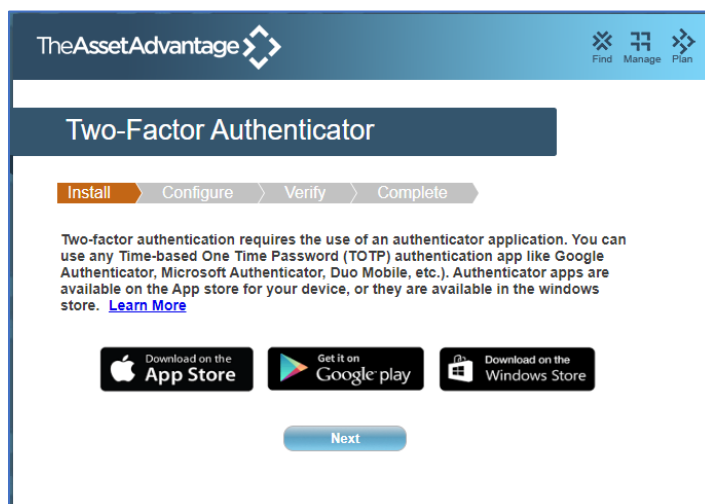 TheAssetAdvantage
Find Manage Plan
Two-Factor Authenticator
Install Configure Verify Complete
Two-factor authentication requires the use of an authenticator application. You can
use any Time-based One Time Password (TOTP) authentication app like Google
Authenticator, Microsoft Authenticator, Duo Mobile, etc.). Authenticator apps are
available on the App store for your device, or they are available in the windows
store. Learn More
Download on the
App Store
Get it on
Google play
Download on the
Windows Store
Next